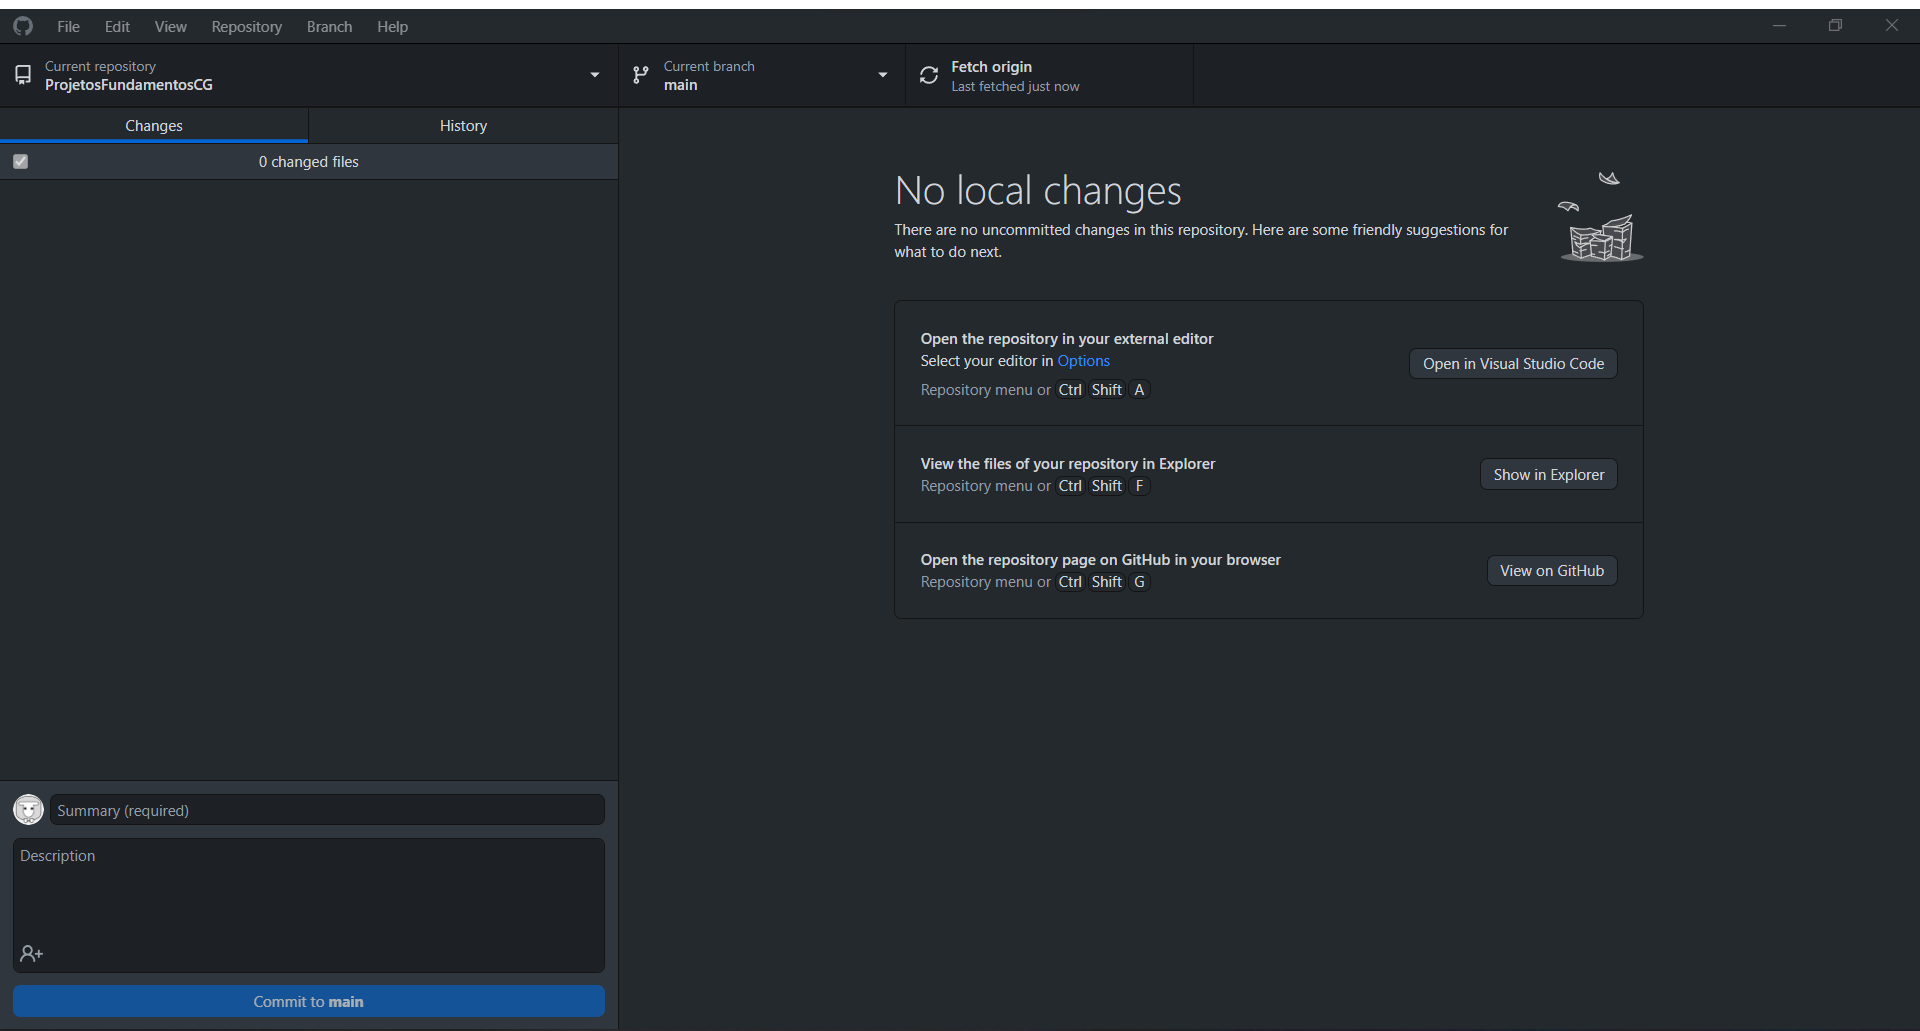 File Edit View Repository Branch Help
Current repository
ProjetosFundamentosCG
Current branch
main
Fetch origin
Last fetched just now
Changes
History
0 changed files
No local changes
There are no uncommitted changes in this repository. Here are some friendly suggestions for
what to do next.
Open the repository in your external editor
Select your editor in Options
Repository menu or Ctrl Shift A
Open in Visual Studio Code
View the files of your repository in Explorer
Repository menu or Ctrl Shift F
Show in Explorer
Open the repository page on GitHub in your browser
Repository menu or Ctrl Shift G
View on GitHub
Summary (required)
Description
Commit to main